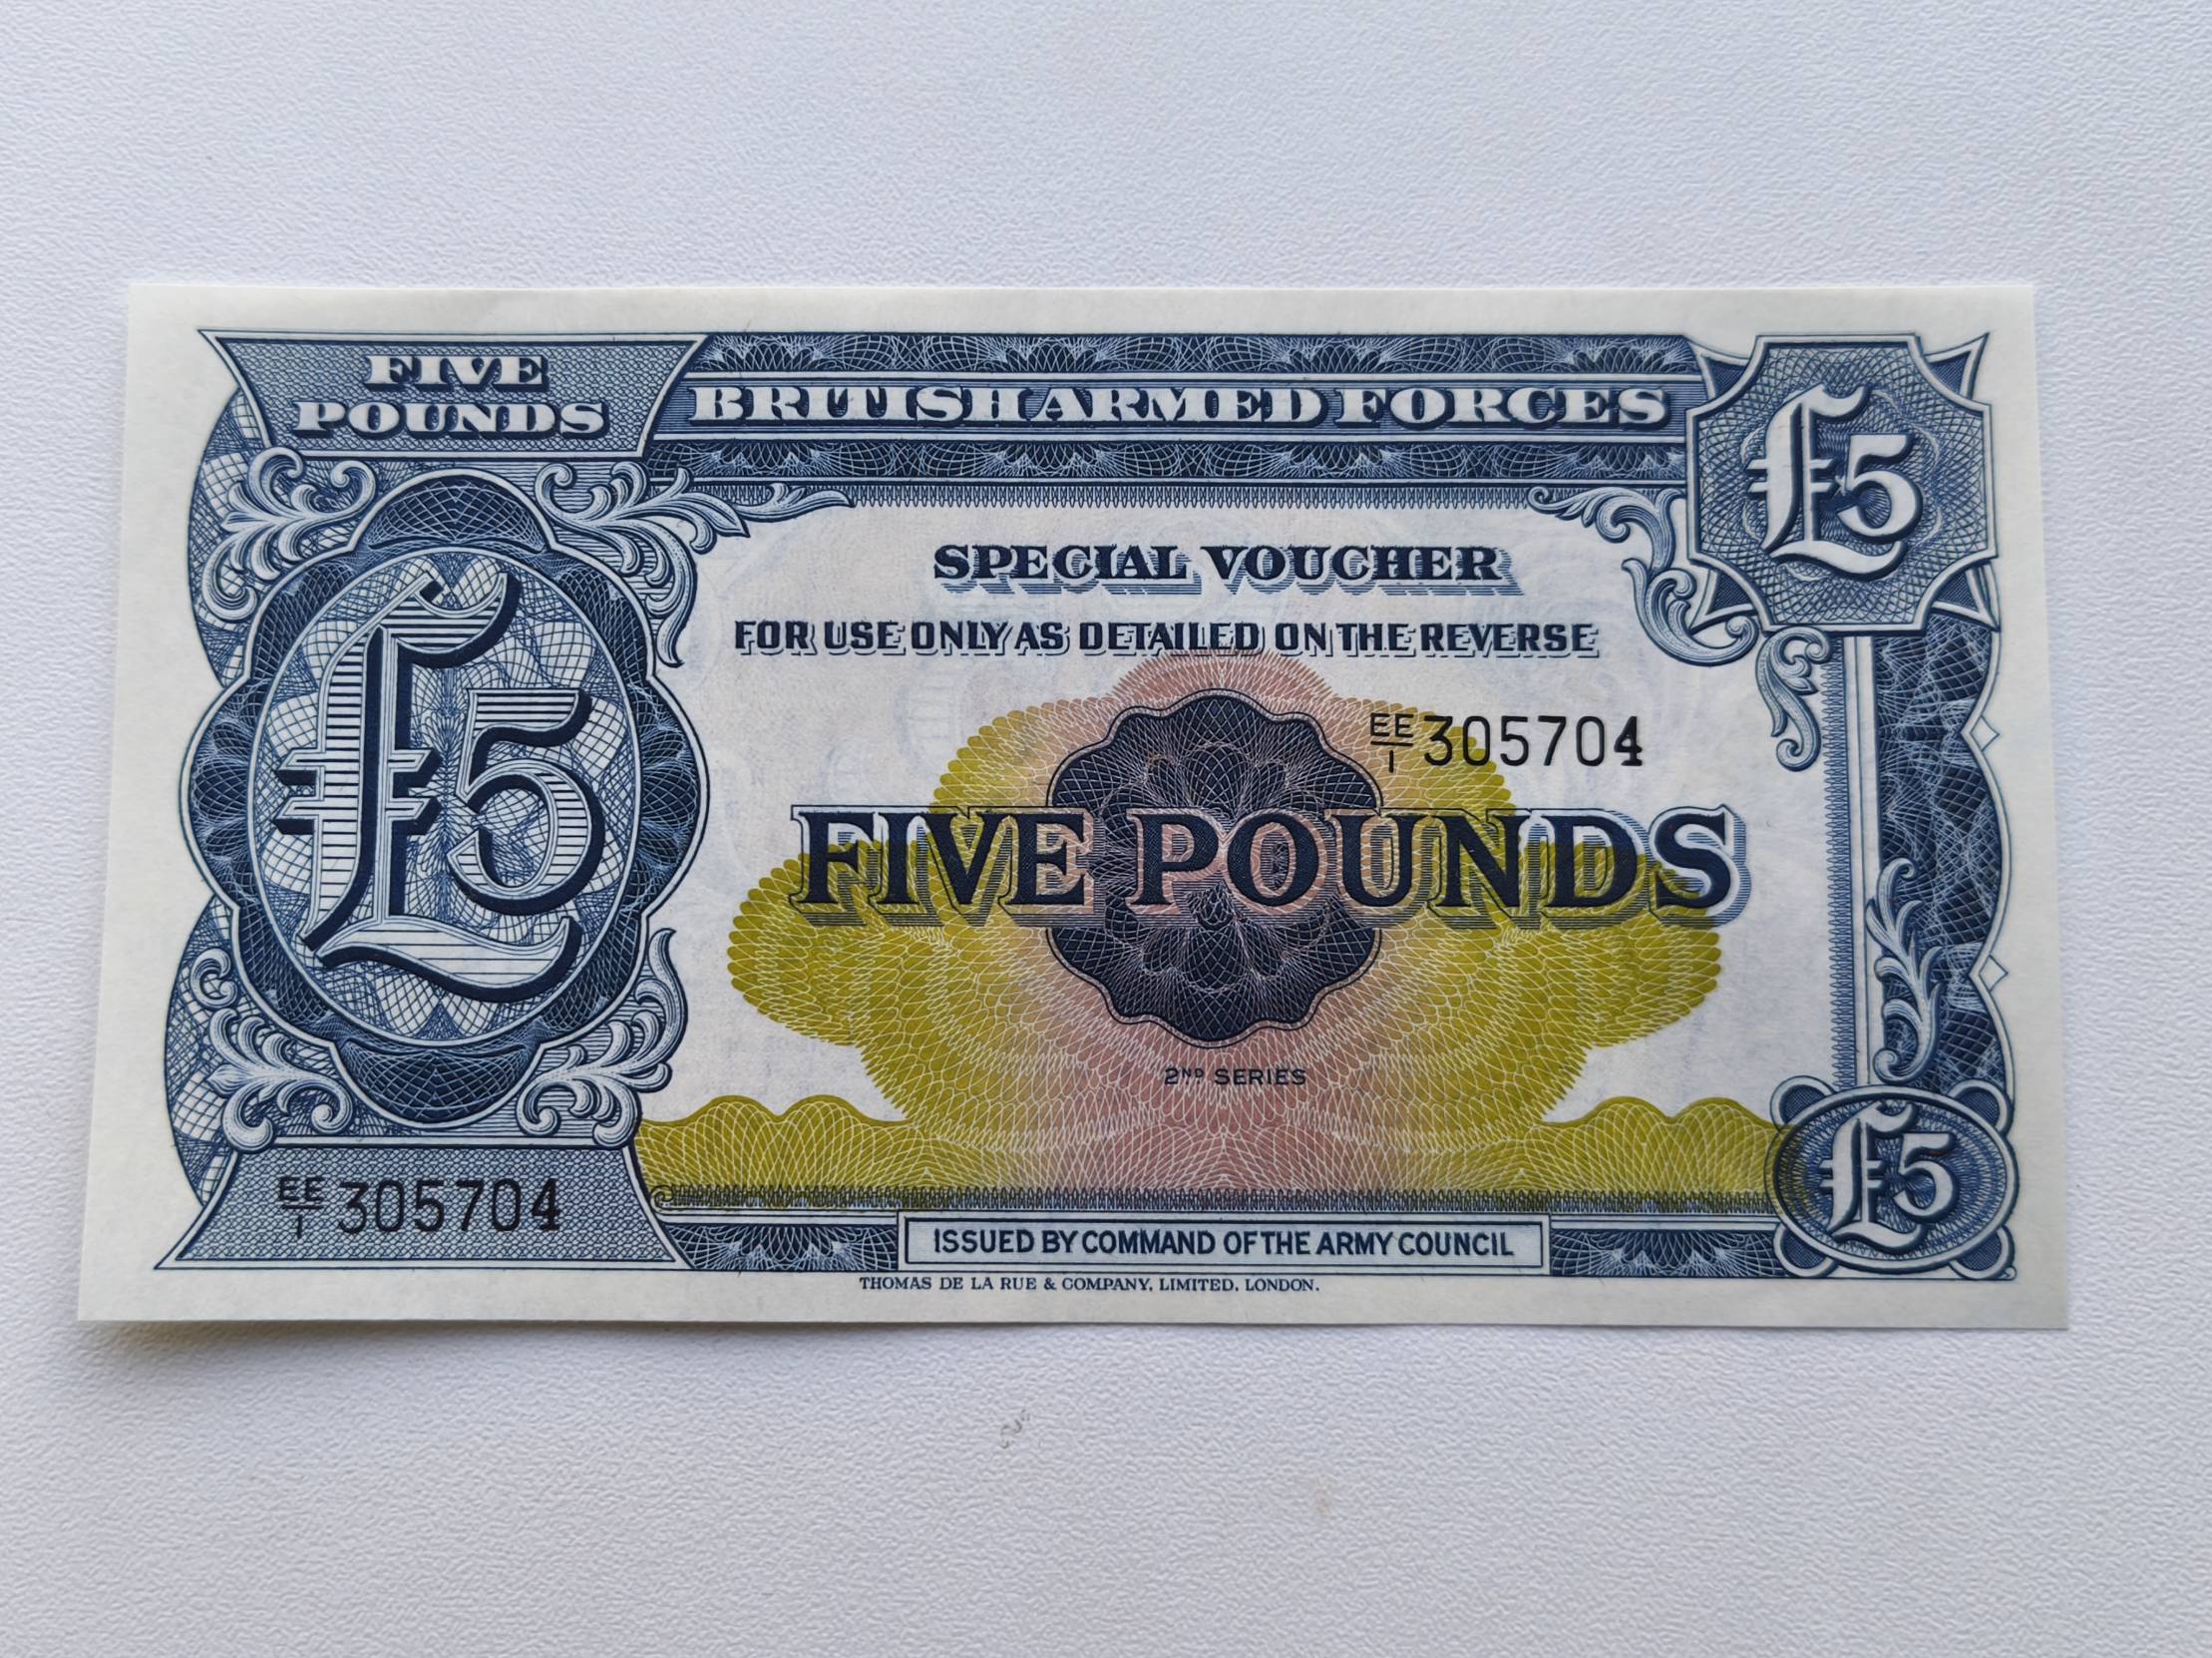 FIVE
POUNDS
BRITISH ARMED FORCES
£5
SPECIAL VOUCHER
FOR USE ONLY AS DETAILED ON THE REVERSE
£5
EE/1 305704
FIVE POUNDS
2ND SERIES
EE/1 305704
£5
ISSUED BY COMMAND OF THE ARMY COUNCIL
THOMAS DE LA RUE & COMPANY, LIMITED, LONDON.